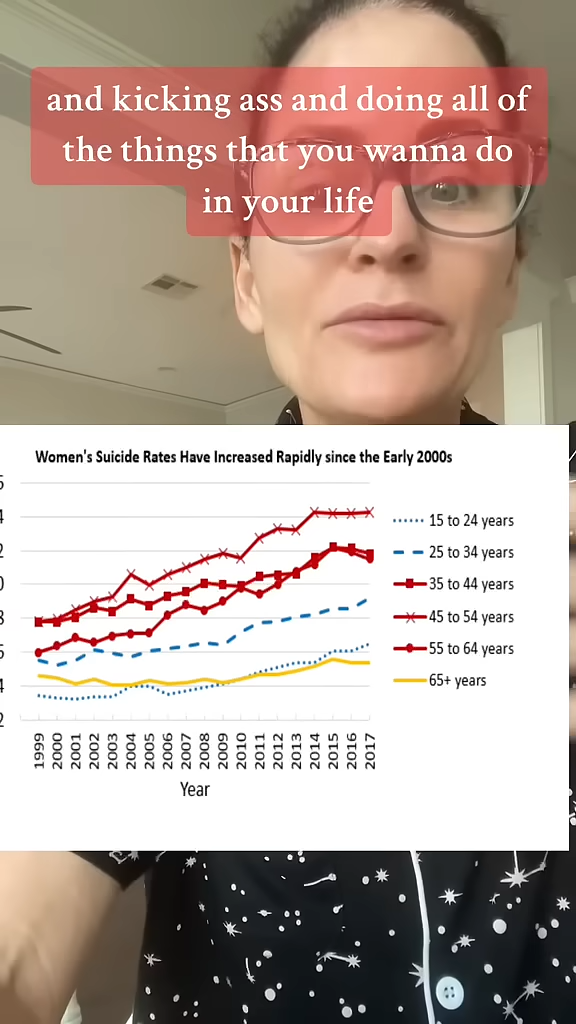 and kicking ass and doing all of
the things that you wanna do
in your life
Women's Suicide Rates Have Increased Rapidly since the Early 2000s
4
2
0
8
6
4
2
15 to 24 years
25 to 34 years
35 to 44 years
45 to 54 years
55 to 64 years
65+ years
1999
2000
2001
2002
2003
2004
2005
2006
2007
2008
2009
2010
2011
2012
2013
2014
2015
2016
2017
Year